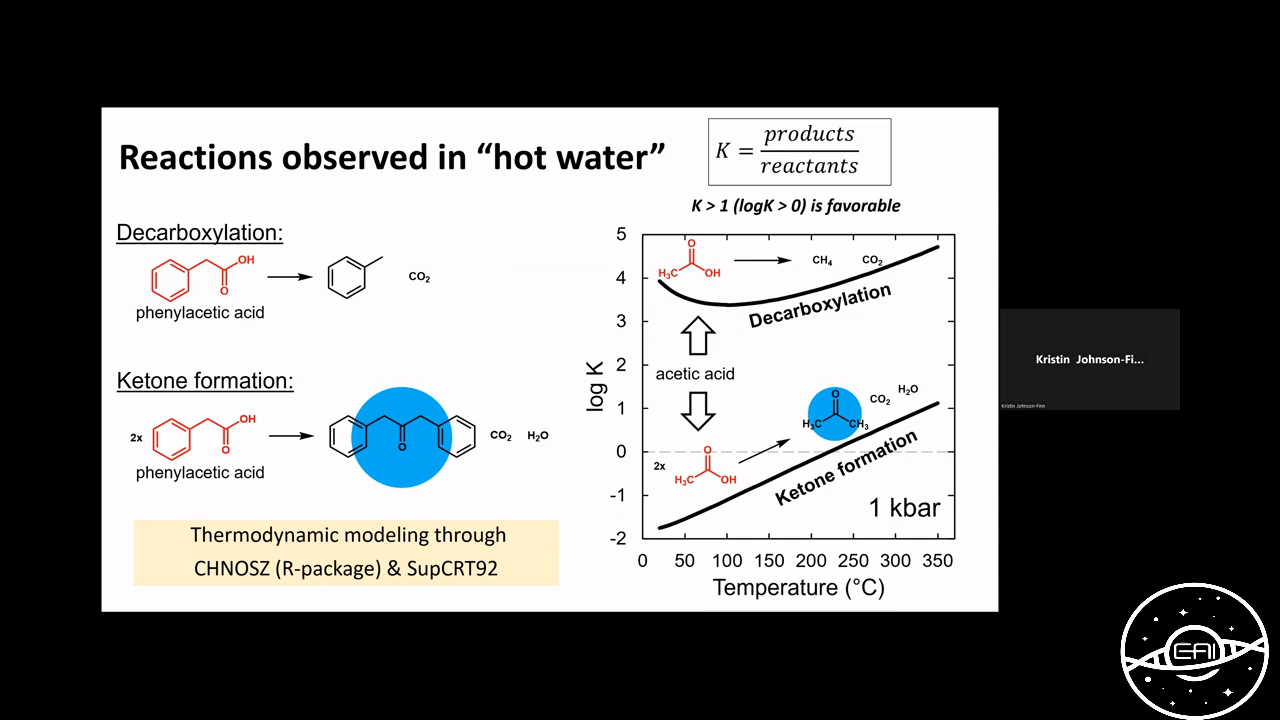 Reactions observed in “hot water”
K = products / reactants
K > 1 (logK > 0) is favorable
Decarboxylation:
OH
O
CO₂
phenylacetic acid
Ketone formation:
2x
OH
O
O
CO₂ H₂O
phenylacetic acid
Thermodynamic modeling through
CHNOSZ (R-package) & SupCRT92
log K
5
4
3
2
1
0
-1
-2
O
H₃C OH
CH₄ CO₂
Decarboxylation
acetic acid
2x
O
H₃C OH
O
H₃C CH₃
CO₂ H₂O
Ketone formation
1 kbar
0 50 100 150 200 250 300 350
Temperature (°C)
Kristin Johnson-Fi...
Kristin Johnson-Finn
EAI